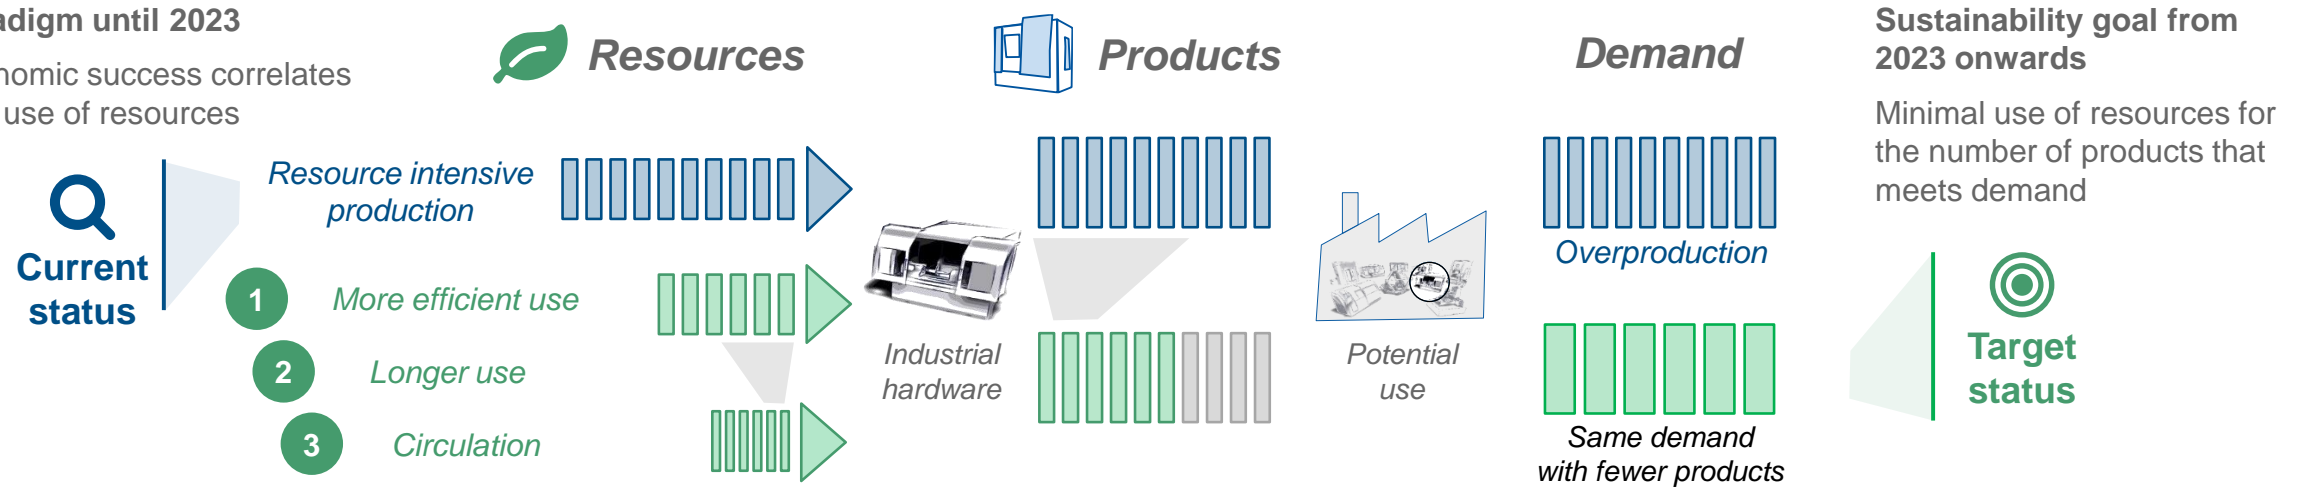 adigm until 2023
nomic success correlates
use of resources
Resources
Products
Demand
Sustainability goal from
2023 onwards
Minimal use of resources for
the number of products that
meets demand
Current
status
Resource intensive
production
1
More efficient use
2
Longer use
3
Circulation
Industrial
hardware
Potential
use
Overproduction
Same demand
with fewer products
Target
status